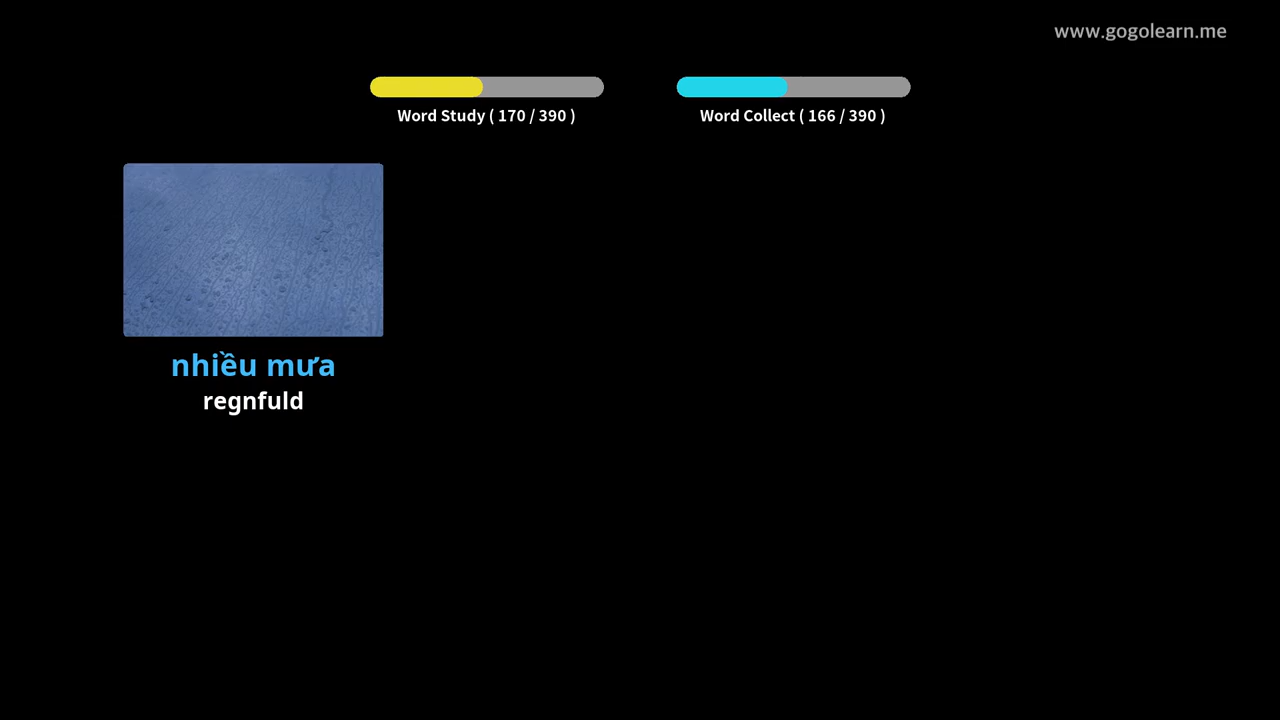 www.gogolearn.me
Word Study ( 170 / 390 )
Word Collect ( 166 / 390 )
nhiều mưa
regnfuld